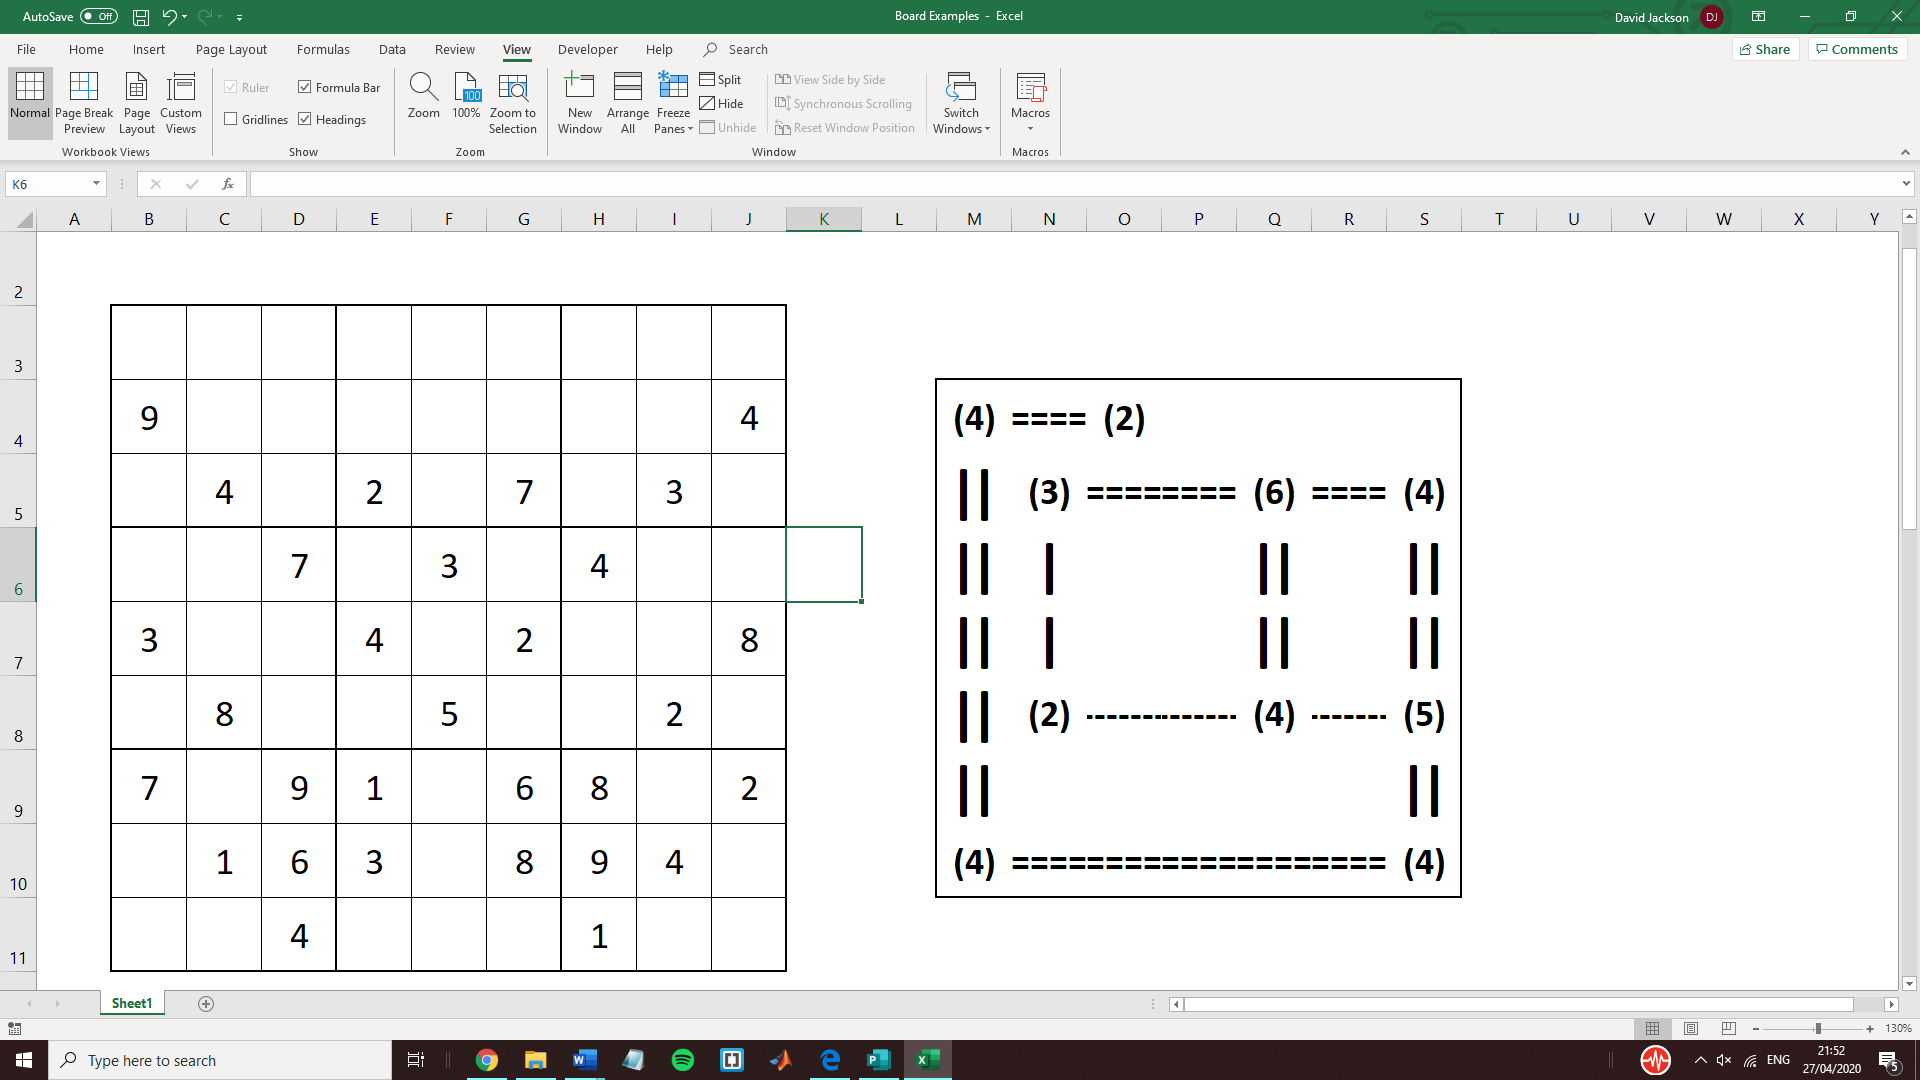 AutoSave Off
Board Examples - Excel
David Jackson DJ
File Home Insert Page Layout Formulas Data Review View Developer Help Search
Share Comments
Normal
Page Break Preview
Page Layout
Custom Views
Workbook Views
Ruler
Formula Bar
Gridlines
Headings
Show
Zoom
100
100%
Zoom to Selection
Zoom
New Window
Arrange All
Freeze Panes
Split
Hide
Unhide
View Side by Side
Synchronous Scrolling
Reset Window Position
Window
Switch Windows
Macros
Macros
K6
fx
A B C D E F G H I J K L M N O P Q R S T U V W X Y
2
3
4 9 4 (4) ==== (2)
5 4 2 7 3 || (3) ======== (6) ==== (4)
6 7 3 4 || | || ||
7 3 4 2 8 || | || ||
8 8 5 2 || (2) -------------- (4) ------- (5)
9 7 9 1 6 8 2 || ||
10 1 6 3 8 9 4 (4) ==================== (4)
11 4 1
Sheet1
130%
Type here to search
ENG
21:52
27/04/2020
5